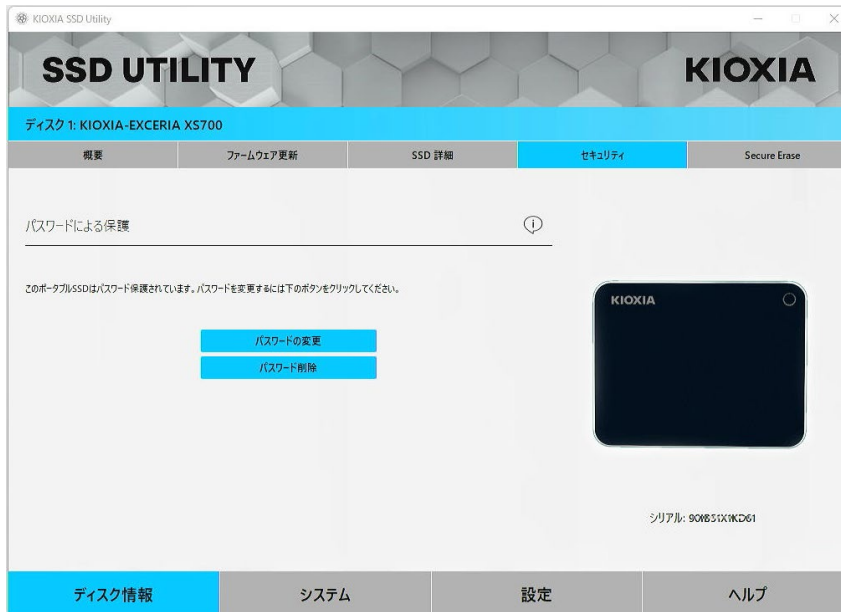 KIOXIA SSD Utility
SSD UTILITY
KIOXIA
ディスク 1: KIOXIA-EXCERIA XS700
概要
ファームウェア更新
SSD 詳細
セキュリティ
Secure Erase
パスワードによる保護
このポータブルSSDはパスワード保護されています。パスワードを変更するには下のボタンをクリックしてください。
パスワードの変更
パスワード削除
KIOXIA
シリアル:
ディスク情報
システム
設定
ヘルプ